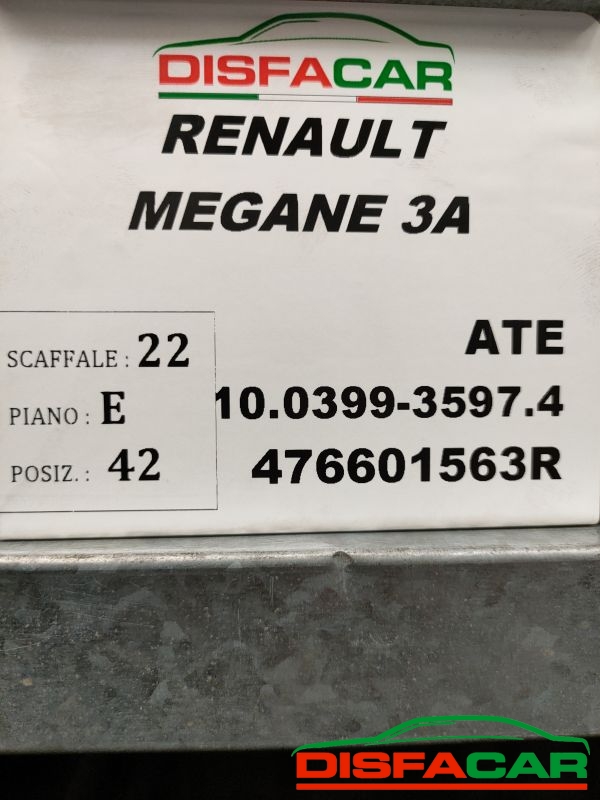 DISFACAR
RENAULT
MEGANE 3A
SCAFFALE : 22
PIANO : E
POSIZ. : 42
ATE
10.0399-3597.4
476601563R
DISFACAR